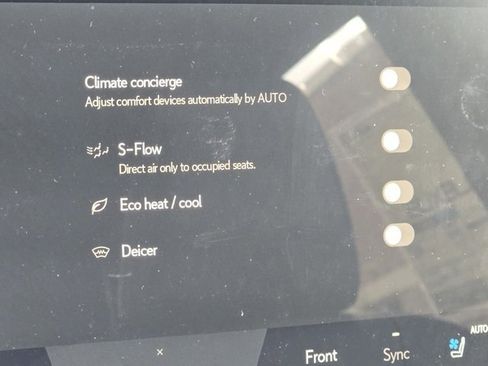 Climate concierge
Adjust comfort devices automatically by AUTO
S-Flow
Direct air only to occupied seats.
Eco heat / cool
Deicer
AUTO
× Front Sync